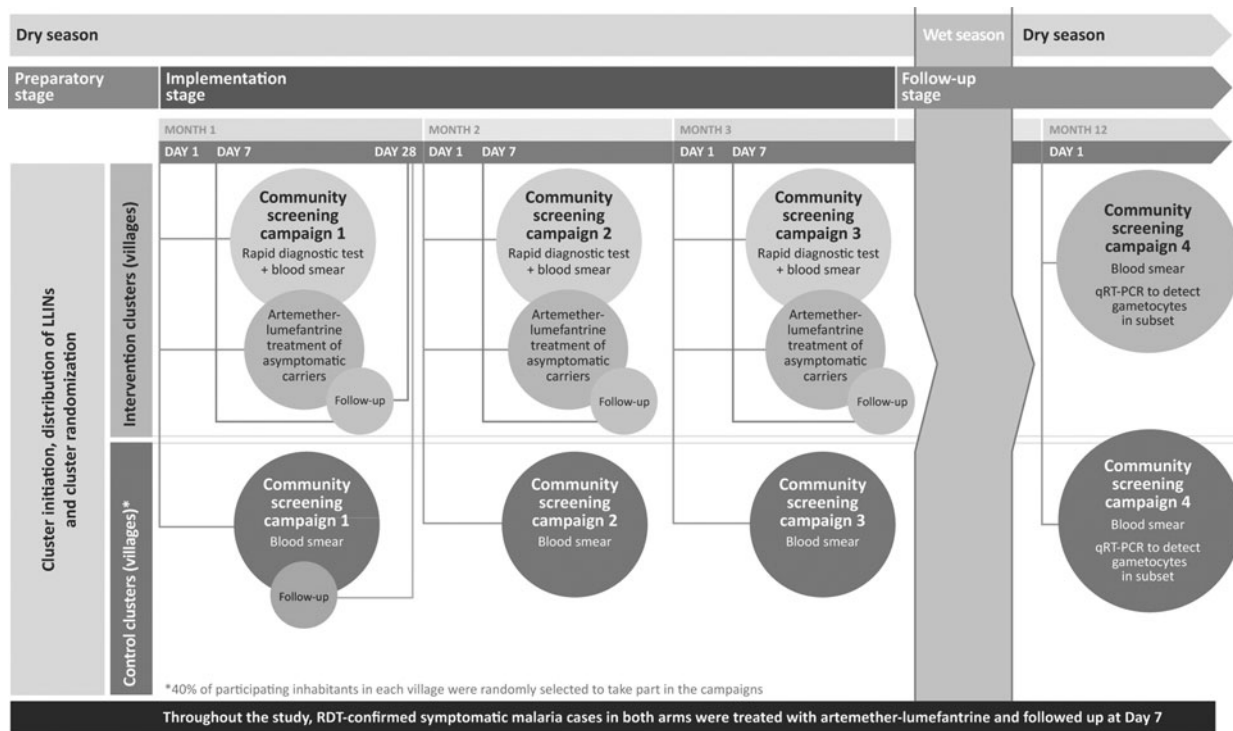 Dry season
Wet season
Dry season
Preparatory
stage
Implementation
stage
Follow-up
stage
MONTH 1
MONTH 2
MONTH 3
MONTH 12
DAY 1
DAY 7
DAY 28
DAY 1
DAY 7
DAY 1
DAY 7
DAY 1
Cluster initiation, distribution of LLINs
and cluster randomization
Intervention clusters (villages)
Community
screening
campaign 1
Rapid diagnostic test
+ blood smear
Artemether-
lumefantrine
treatment of
asymptomatic
carriers
Follow-up
Community
screening
campaign 2
Rapid diagnostic test
+ blood smear
Artemether-
lumefantrine
treatment of
asymptomatic
carriers
Follow-up
Community
screening
campaign 3
Rapid diagnostic test
+ blood smear
Artemether-
lumefantrine
treatment of
asymptomatic
carriers
Follow-up
Community
screening
campaign 4
Blood smear
qRT-PCR to detect
gametocytes
in subset
Control clusters (villages)*
Community
screening
campaign 1
Blood smear
Follow-up
Community
screening
campaign 2
Blood smear
Community
screening
campaign 3
Blood smear
Community
screening
campaign 4
Blood smear
qRT-PCR to detect
gametocytes
in subset
*40% of participating inhabitants in each village were randomly selected to take part in the campaigns
Throughout the study, RDT-confirmed symptomatic malaria cases in both arms were treated with artemether-lumefantrine and followed up at Day 7